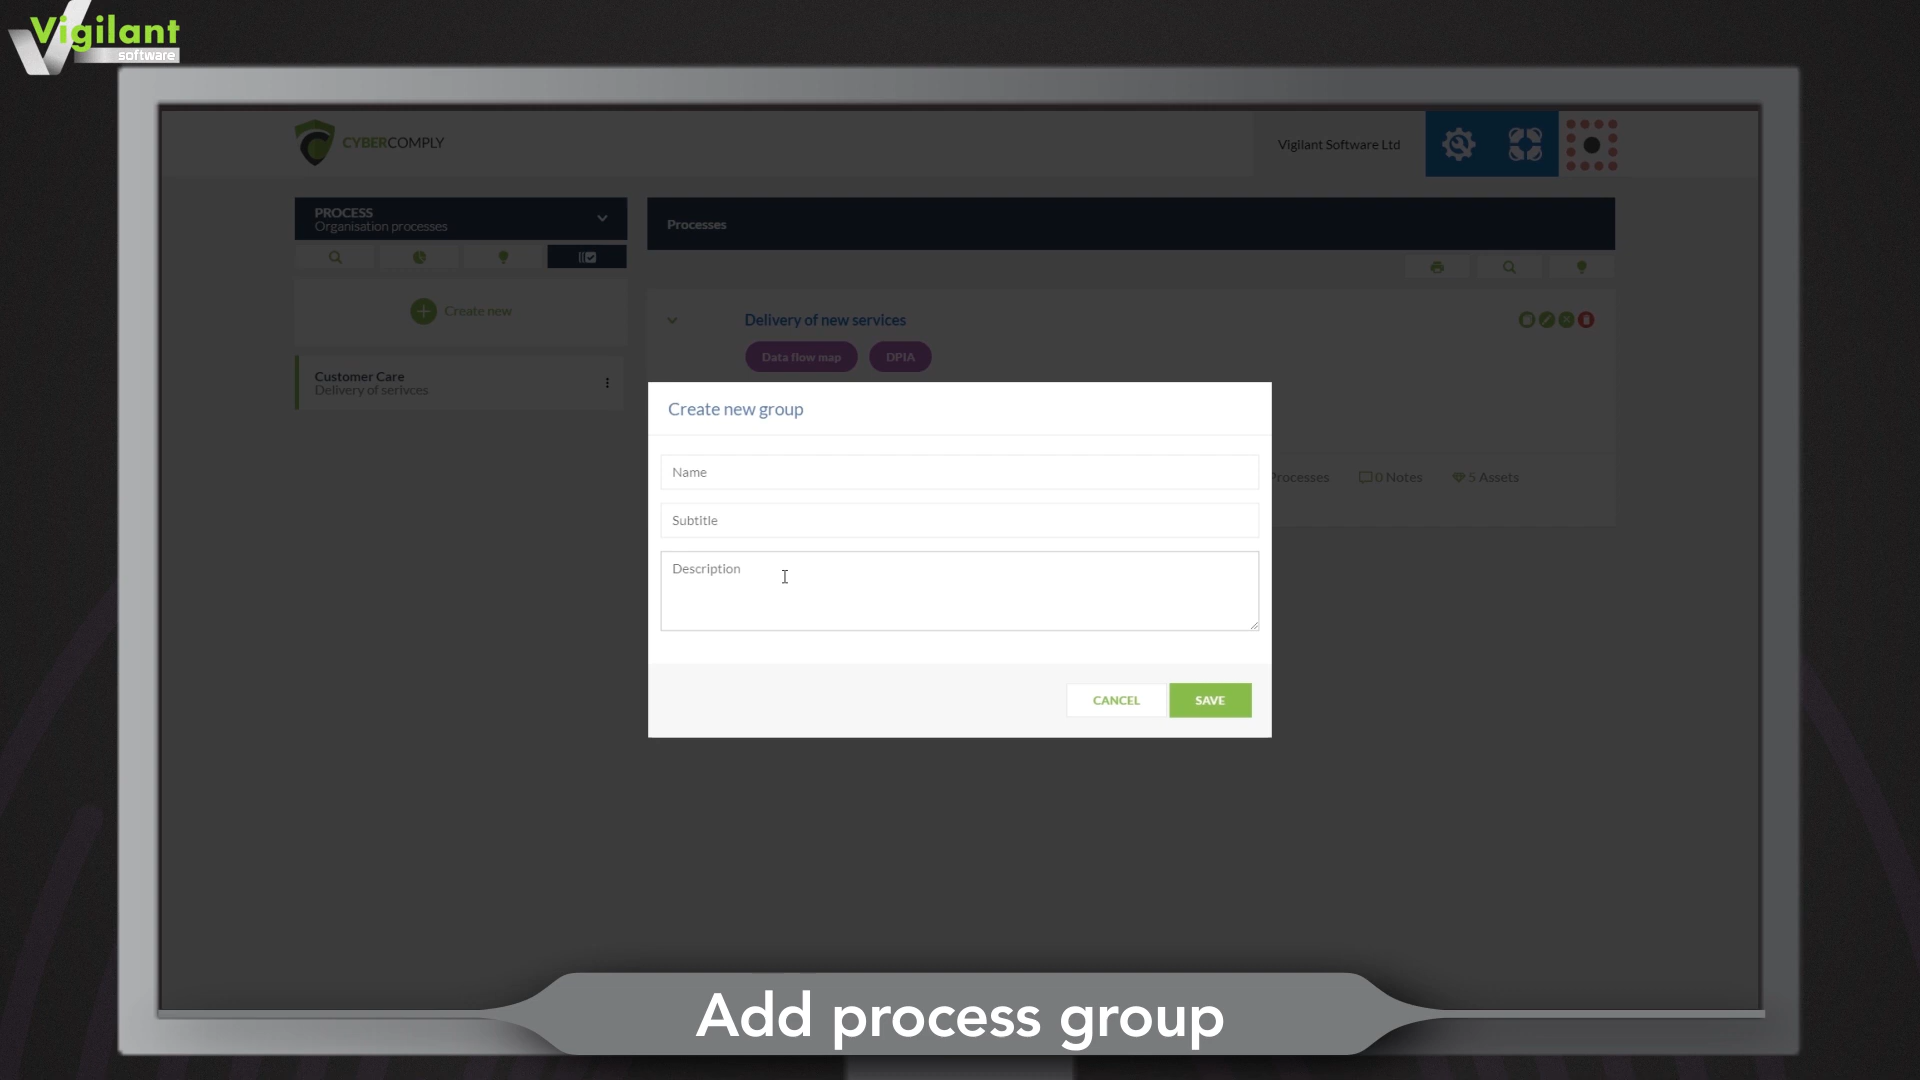 Vigilant
software
CYBERCOMPLY
Vigilant Software Ltd
PROCESS
Organisation processes
Processes
Create new
Delivery of new services
Data flow map
DPIA
Customer Care
Delivery of serivces
Create new group
Name
Processes
0 Notes
5 Assets
Subtitle
Description
CANCEL
SAVE
Add process group